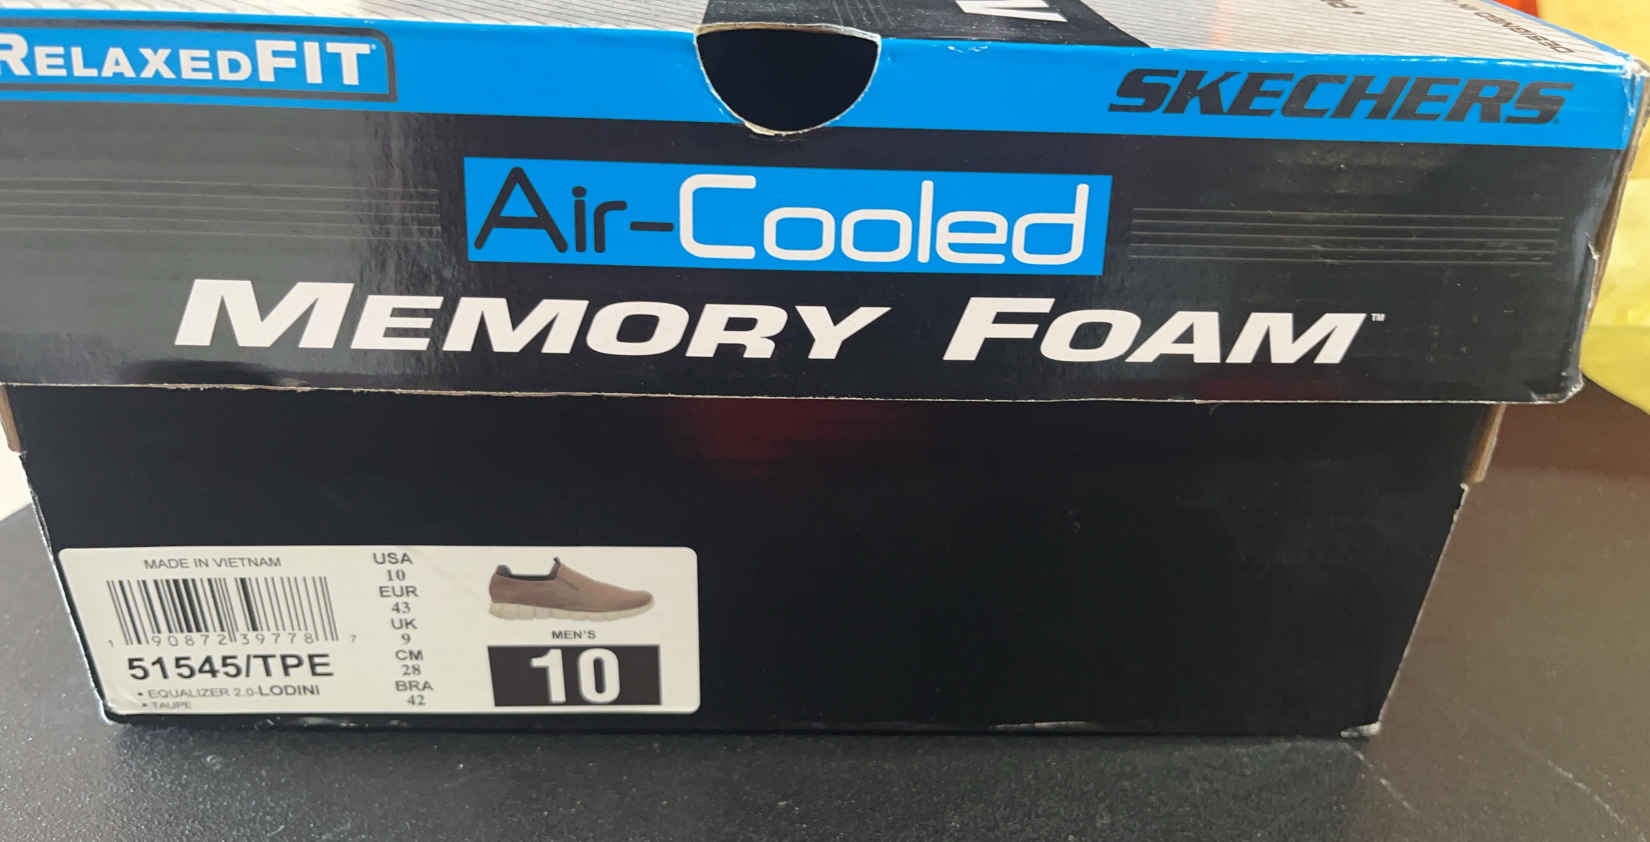 RELAXEDFIT
SKECHERS
Air-Cooled
MEMORY FOAM™
MADE IN VIETNAM
1 90872 39778 7
51545/TPE
• EQUALIZER 2.0-LODINI
• TAUPE
USA
10
EUR
43
UK
9
CM
28
BRA
42
MEN'S
10